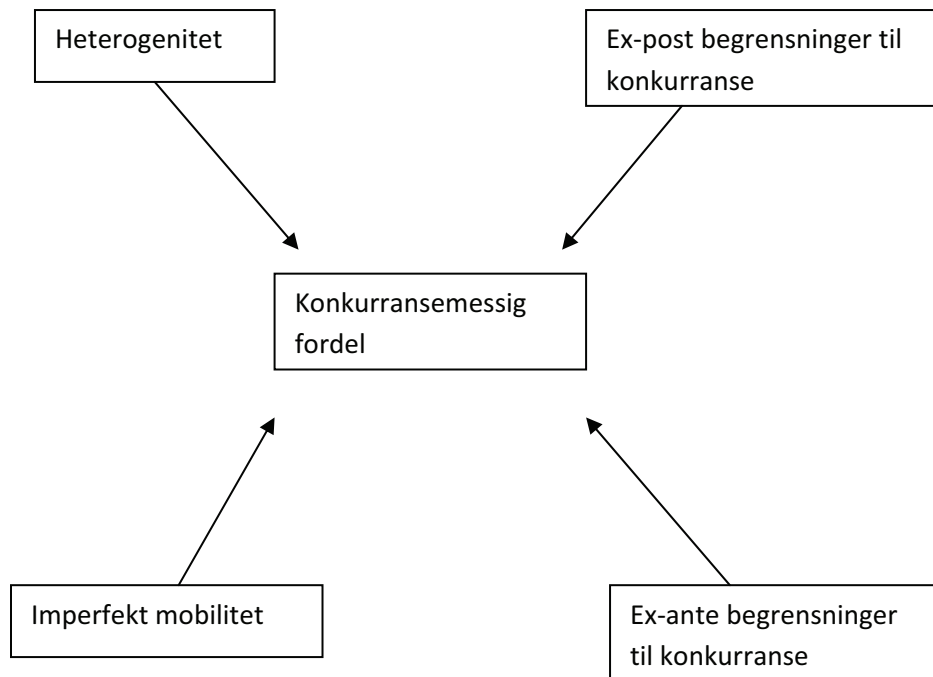 Heterogenitet
Ex-post begrensninger til
konkurranse
Konkurransemessig
fordel
Imperfekt mobilitet
Ex-ante begrensninger
til konkurranse